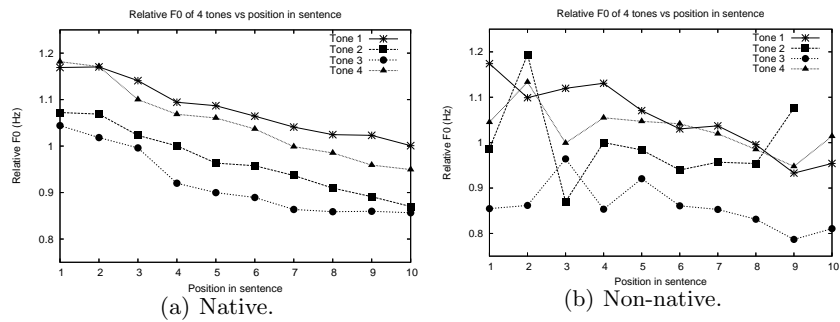 Relative F0 of 4 tones vs position in sentence
Tone 1
Tone 2
Tone 3
Tone 4
Relative F0 (Hz)
1.2
1.1
1
0.9
0.8
1 2 3 4 5 6 7 8 9 10
Position in sentence
(a) Native.
Relative F0 of 4 tones vs position in sentence
Tone 1
Tone 2
Tone 3
Tone 4
Relative F0 (Hz)
1.2
1.1
1
0.9
0.8
1 2 3 4 5 6 7 8 9 10
Position in sentence
(b) Non-native.